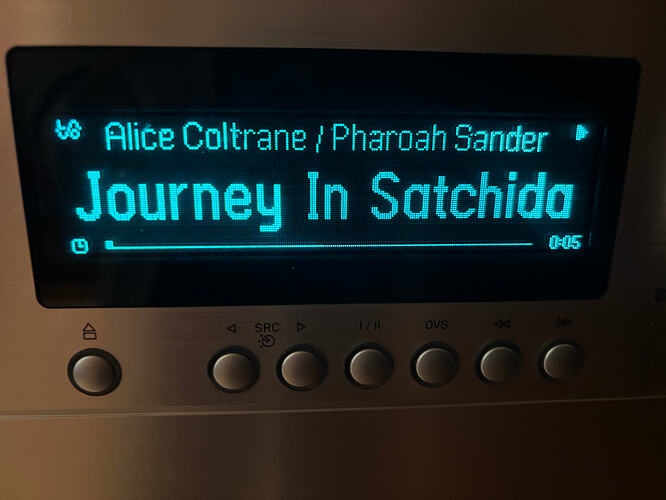 Alice Coltrane / Pharoah Sander
Journey In Satchida
0:05
SRC I / II OVS